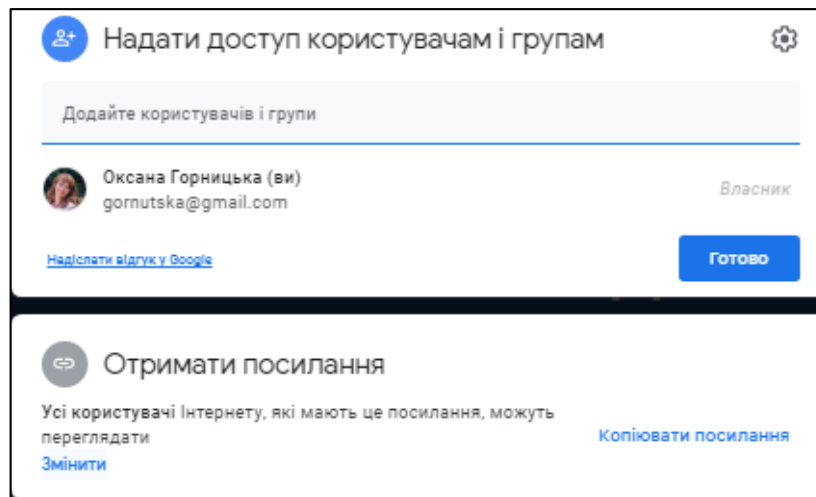 Надати доступ користувачам і групам
Додайте користувачів і групи
Оксана Горницька (ви)
gornutska@gmail.com
Власник
Надіслати відгук у Google
Готово
Отримати посилання
Усі користувачі Інтернету, які мають це посилання, можуть
переглядати
Копіювати посилання
Змінити